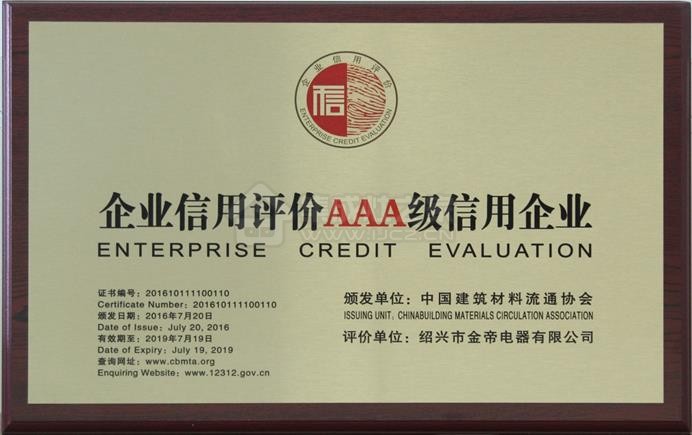 企业信用评价
信
ENTERPRISE CREDIT EVALUATION
企业信用评价AAA级信用企业
ENTERPRISE CREDIT EVALUATION
证书编号：201610111100110
Certificate Number: 201610111100110
颁发日期：2016年7月20日
Date of Issue: July 20, 2016
有效期至：2019年7月19日
Date of Expiry: July 19, 2019
查询网址：www.cbmta.org
Enquiring Website: www.12312.gov.cn
颁发单位：中国建筑材料流通协会
ISSUING UNIT: CHINABUILDING MATERIALS CIRCULATION ASSOCIATION
评价单位：绍兴市金帝电器有限公司